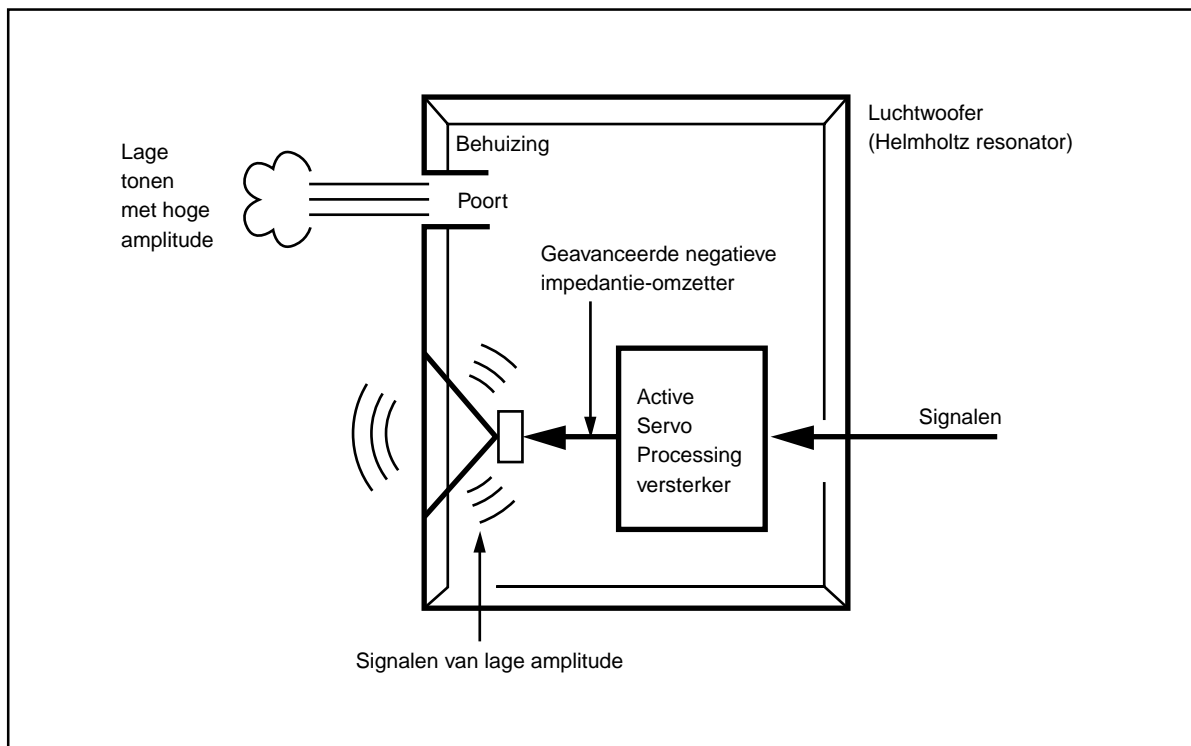 Luchtwoofer
(Helmholtz resonator)
Behuizing
Lage
tonen
met hoge
amplitude
Poort
Geavanceerde negatieve
impedantie-omzetter
Active
Servo
Processing
versterker
Signalen
Signalen van lage amplitude